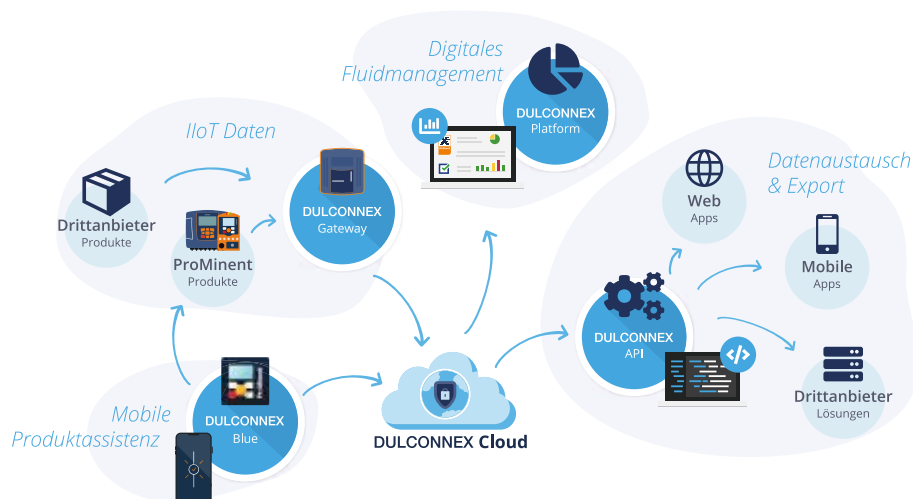 Digitales
Fluidmanagement
DULCONNEX
Platform
IIoT Daten
Drittanbieter
Produkte
ProMinent
Produkte
DULCONNEX
Gateway
Datenaustausch
& Export
Web
Apps
Mobile
Apps
DULCONNEX
API
</>
Drittanbieter
Lösungen
Mobile
Produktassistenz
DULCONNEX
Blue
DULCONNEX Cloud